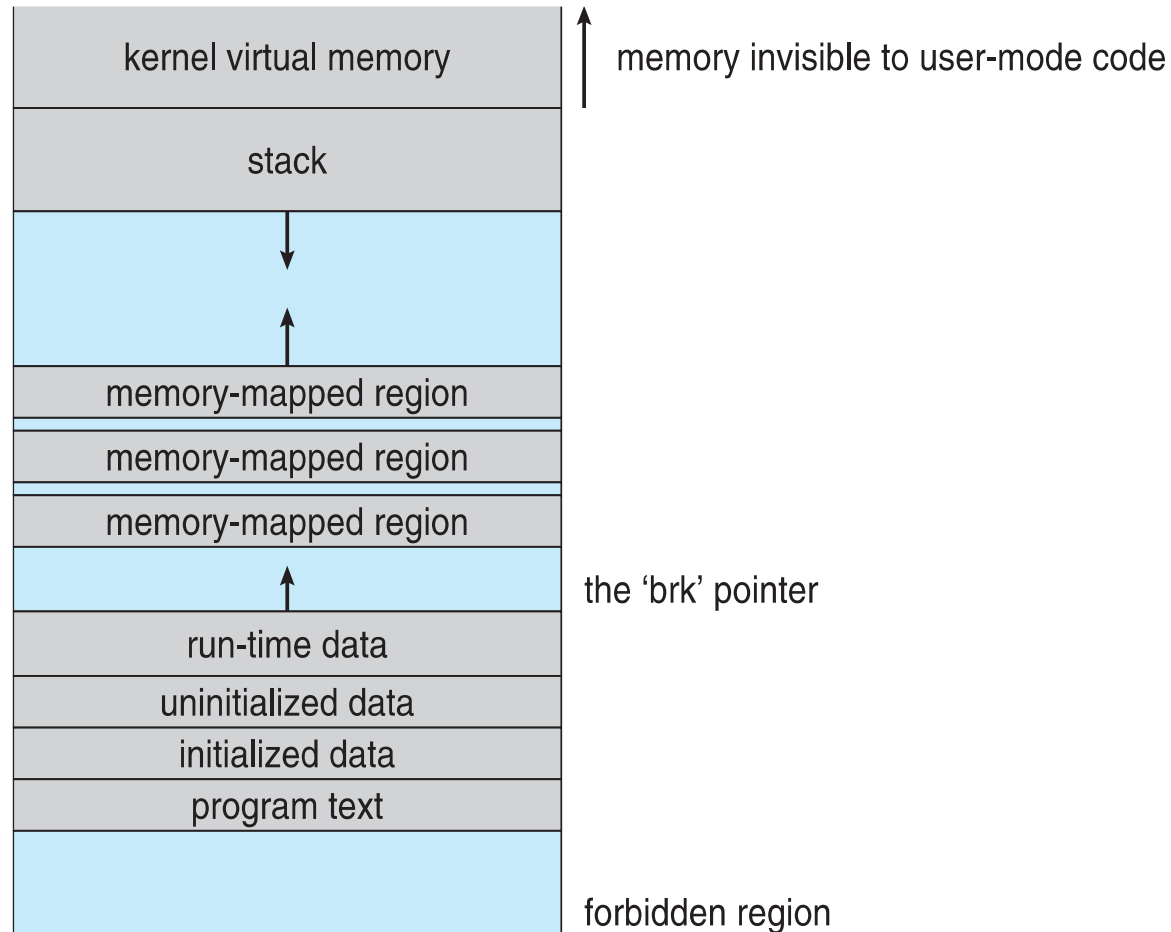 kernel virtual memory
memory invisible to user-mode code
stack
memory-mapped region
memory-mapped region
memory-mapped region
the ‘brk’ pointer
run-time data
uninitialized data
initialized data
program text
forbidden region